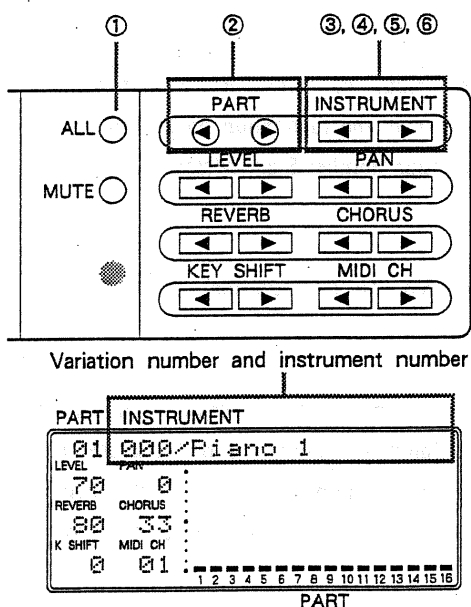 ① ② ③, ④, ⑤, ⑥
PART INSTRUMENT
ALL ◀ ▶ ◀ ▶
LEVEL PAN
MUTE ◀ ▶ ◀ ▶
REVERB CHORUS
◀ ▶ ◀ ▶
KEY SHIFT MIDI CH
◀ ▶ ◀ ▶
Variation number and instrument number
PART INSTRUMENT
01 000/Piano 1
LEVEL PAN
70 0
REVERB CHORUS
80 33
K SHIFT MIDI CH
0 01
1 2 3 4 5 6 7 8 9 10 11 12 13 14 15 16
PART